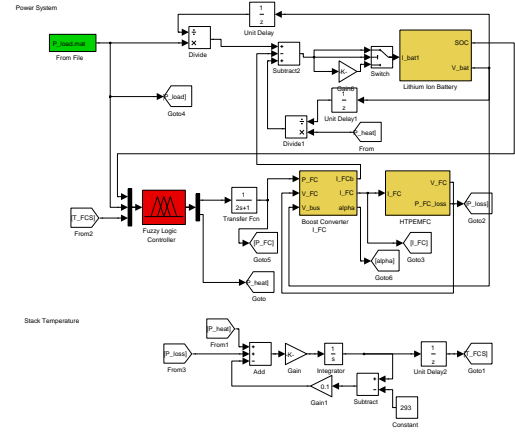 Power System
Unit Delay
1
z
P_load.mat
From File
Divide
Subtract2
-K-
Gain6
Switch
I_bat1
SOC
V_bat
Lithium Ion Battery
1
z
Unit Delay1
[P_load]
Goto4
Divide1
P_heat]
From
[T_FCS]
From2
Fuzzy Logic
Controller
1
2s+1
Transfer Fcn
P_FC
V_FC
V_bus
I_FCb
I_FC
alpha
Boost Converter
I_FC
I_FC
V_FC
P_FC_loss
HTPEMFC
[P_loss]
Goto2
[P_FC]
Goto5
[I_FC]
Goto3
[alpha]
Goto6
P_heat]
Goto
Stack Temperature
[P_heat]
From1
[P_loss]
From3
Add
-K-
Gain
1
s
Integrator
1
z
Unit Delay2
[T_FCS]
Goto1
0.1
Gain1
Subtract
293
Constant